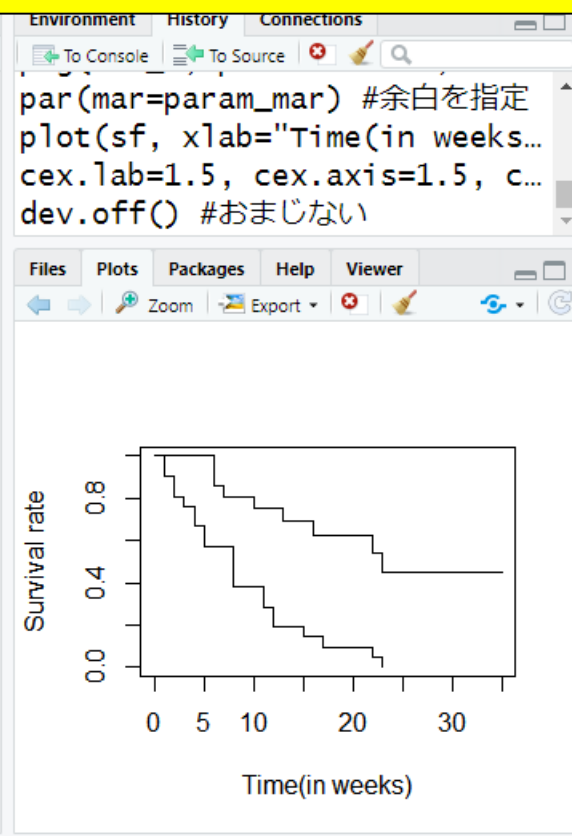 Environment History Connections
To Console To Source
par(mar=param_mar) #余白を指定
plot(sf, xlab="Time(in weeks…
cex.lab=1.5, cex.axis=1.5, c…
dev.off() #おまじない
Files Plots Packages Help Viewer
Zoom Export
Survival rate
0.8
0.4
0.0
0 5 10 20 30
Time(in weeks)